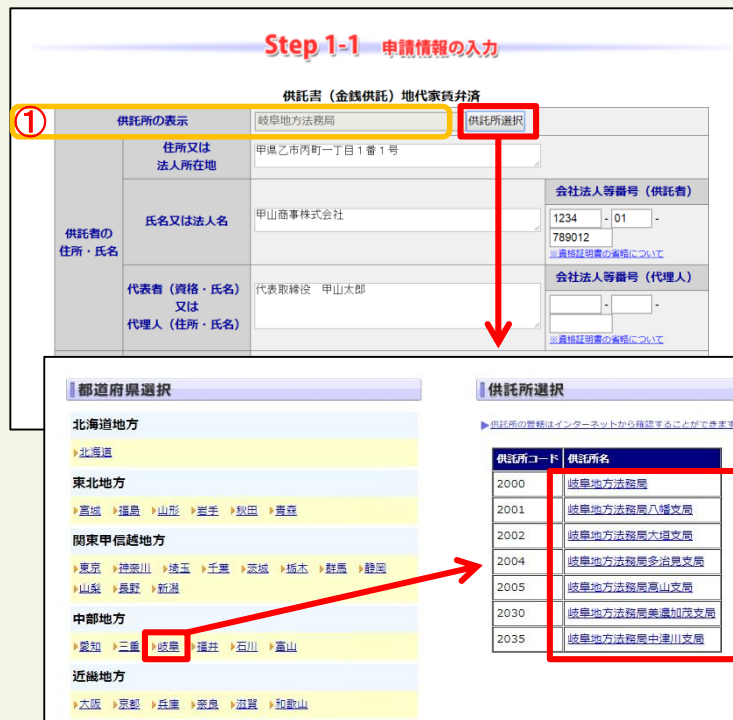 Step 1-1 申請情報の入力
供託書（金銭供託）地代家賃弁済
①
供託所の表示
岐阜地方法務局
供託所選択
供託者の
住所・氏名
住所又は
法人所在地
甲県乙市丙町一丁目１番１号
氏名又は法人名
甲山商事株式会社
会社法人等番号（供託者）
1234 - 01 -
789012
※資格証明書の省略について
代表者（資格・氏名）
又は
代理人（住所・氏名）
代表取締役　甲山太郎
会社法人等番号（代理人）
- -
※資格証明書の省略について
都道府県選択
北海道地方
北海道
東北地方
宮城 福島 山形 岩手 秋田 青森
関東甲信越地方
東京 神奈川 埼玉 千葉 茨城 栃木 群馬 静岡
山梨 長野 新潟
中部地方
愛知 三重 岐阜 福井 石川 富山
近畿地方
大阪 京都 兵庫 奈良 滋賀 和歌山
供託所選択
供託所の管轄はインターネットから確認することができます
供託所コード 供託所名
2000 岐阜地方法務局
2001 岐阜地方法務局八幡支局
2002 岐阜地方法務局大垣支局
2004 岐阜地方法務局多治見支局
2005 岐阜地方法務局高山支局
2030 岐阜地方法務局美濃加茂支局
2035 岐阜地方法務局中津川支局